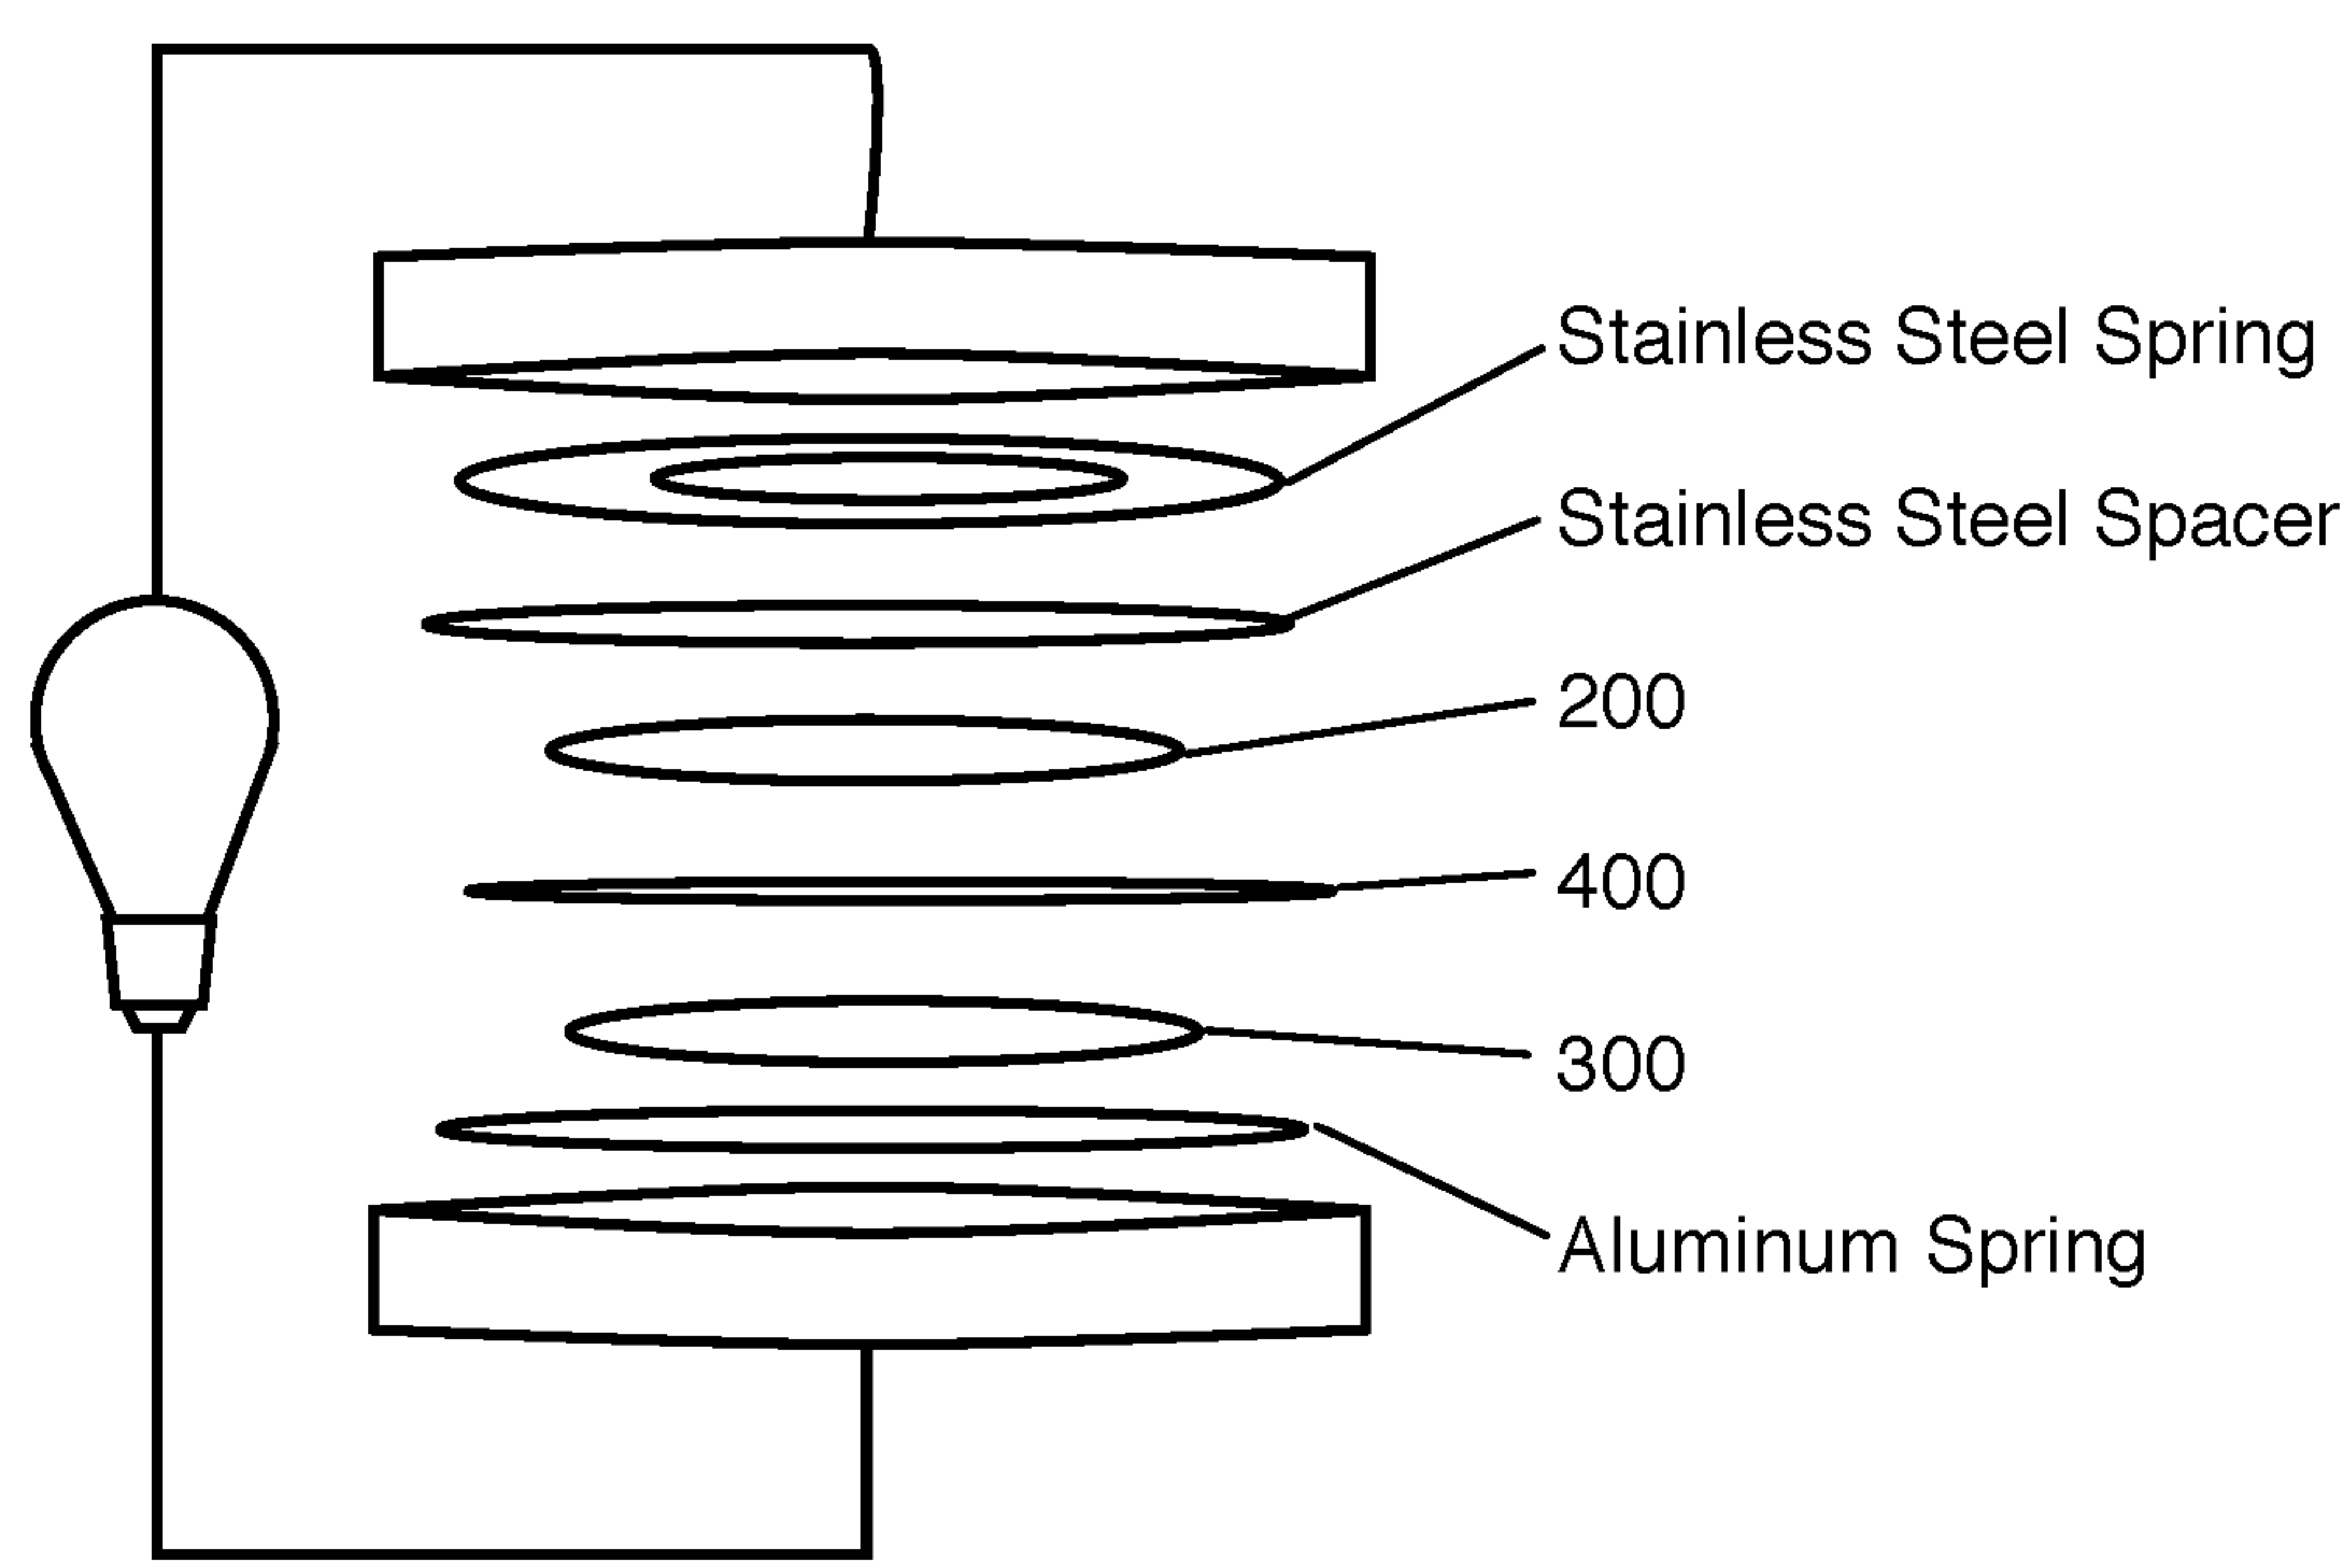 Stainless Steel Spring
Stainless Steel Spacer
200
400
300
Aluminum Spring